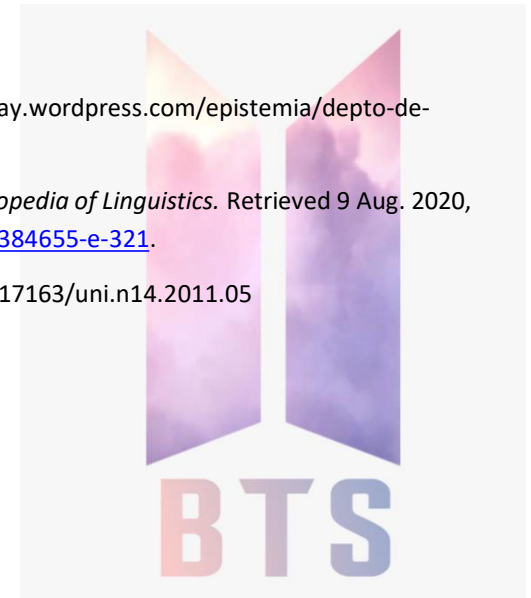 ay.wordpress.com/epistemia/depto-de-
opedia of Linguistics. Retrieved 9 Aug. 2020,
384655-e-321.
17163/uni.n14.2011.05
BTS